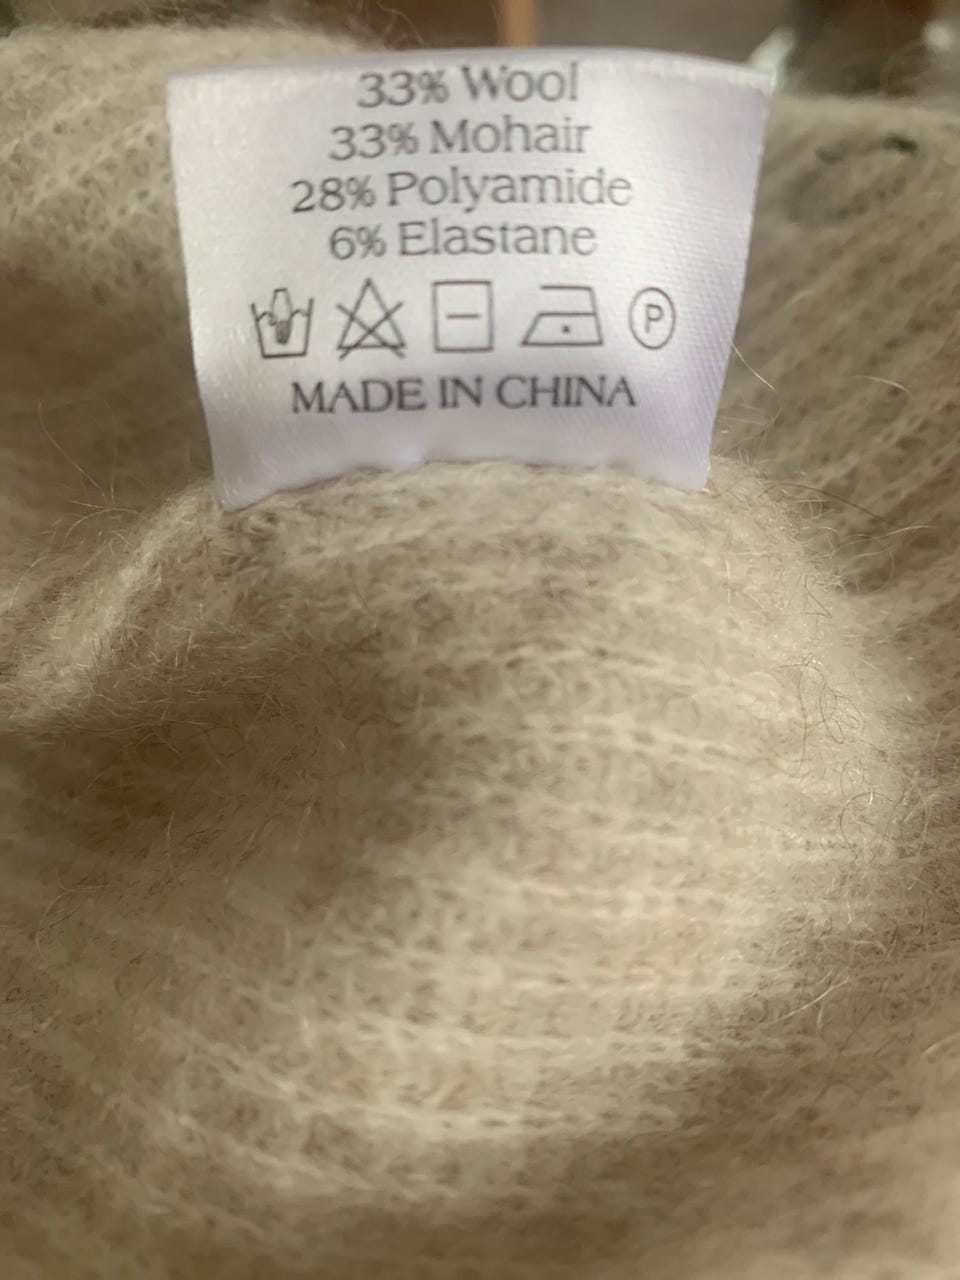 33% Wool
33% Mohair
28% Polyamide
6% Elastane
P
MADE IN CHINA